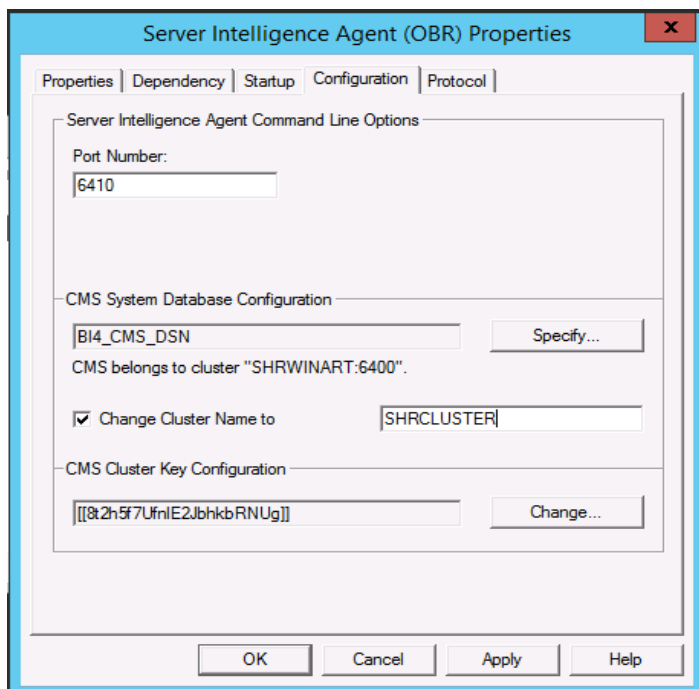 Server Intelligence Agent (OBR) Properties
x
Properties Dependency Startup Configuration Protocol
Server Intelligence Agent Command Line Options
Port Number:
6410
CMS System Database Configuration
BI4_CMS_DSN
Specify...
CMS belongs to cluster "SHRWINART:6400".
Change Cluster Name to
SHRCLUSTER
CMS Cluster Key Configuration
[[8t2h5f7UfnIE2JbhkbRNUg]]
Change...
OK Cancel Apply Help